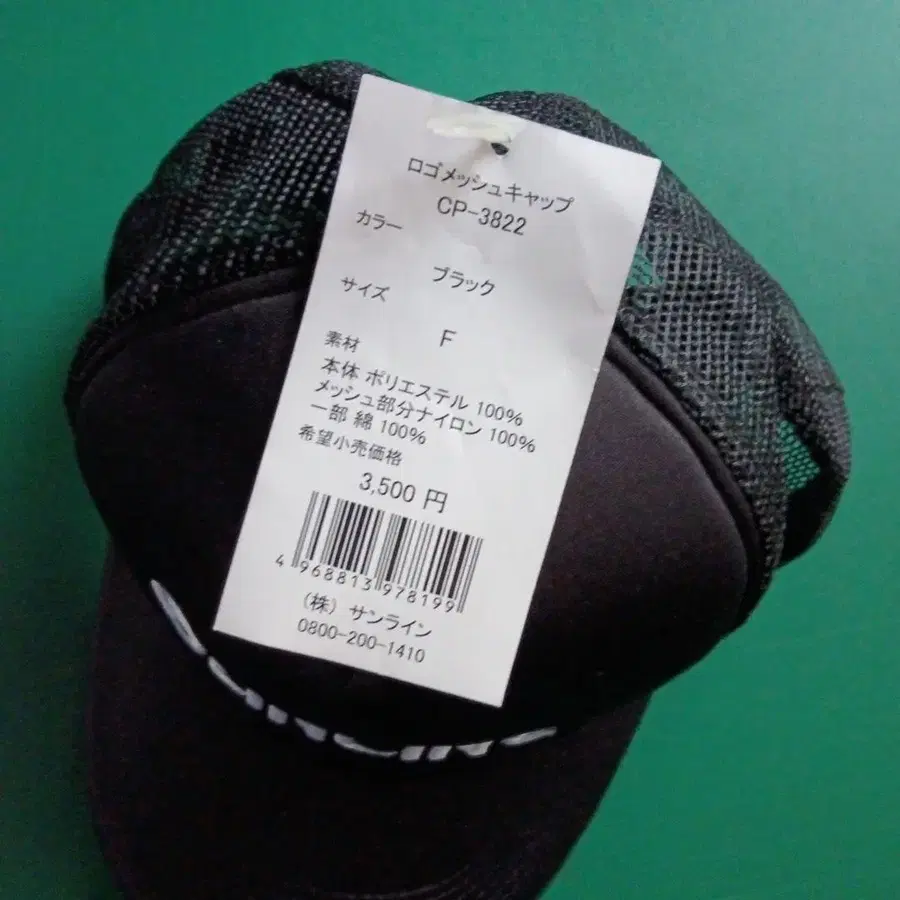 ロゴメッシュキャップ
CP-3822
カラー
ブラック
サイズ
F
素材
本体 ポリエステル 100%
メッシュ部分ナイロン 100%
一部 綿 100%
希望小売価格
3,500 円
4 968813 978199
(株) サンライン
0800-200-1410